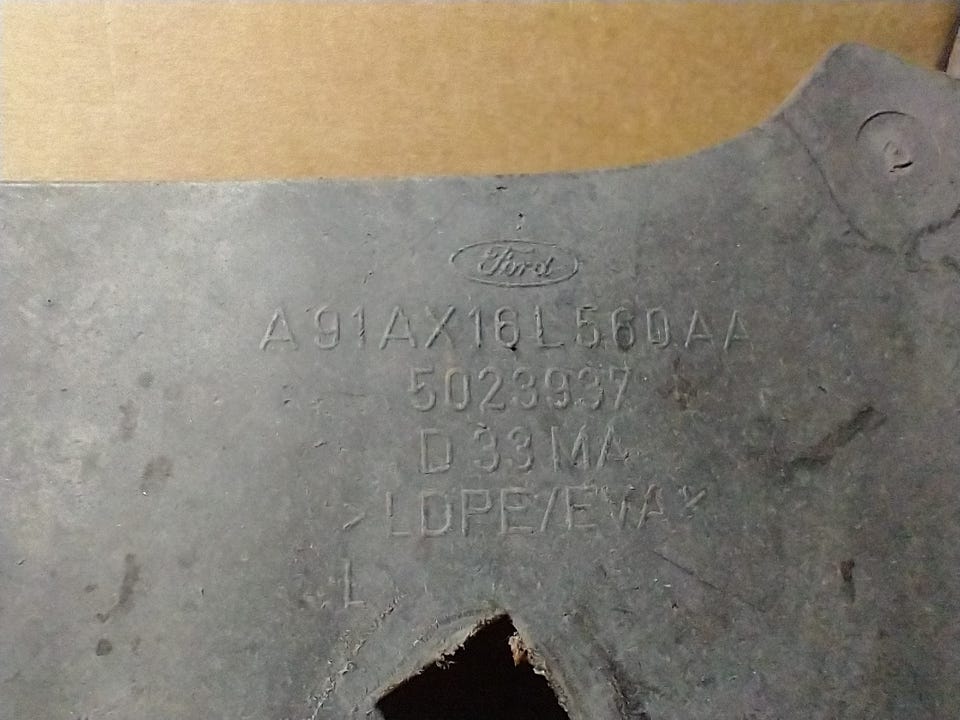 Ford
A91AX16L560AA
5023937
D33MA
>LDPE/EVA<
L